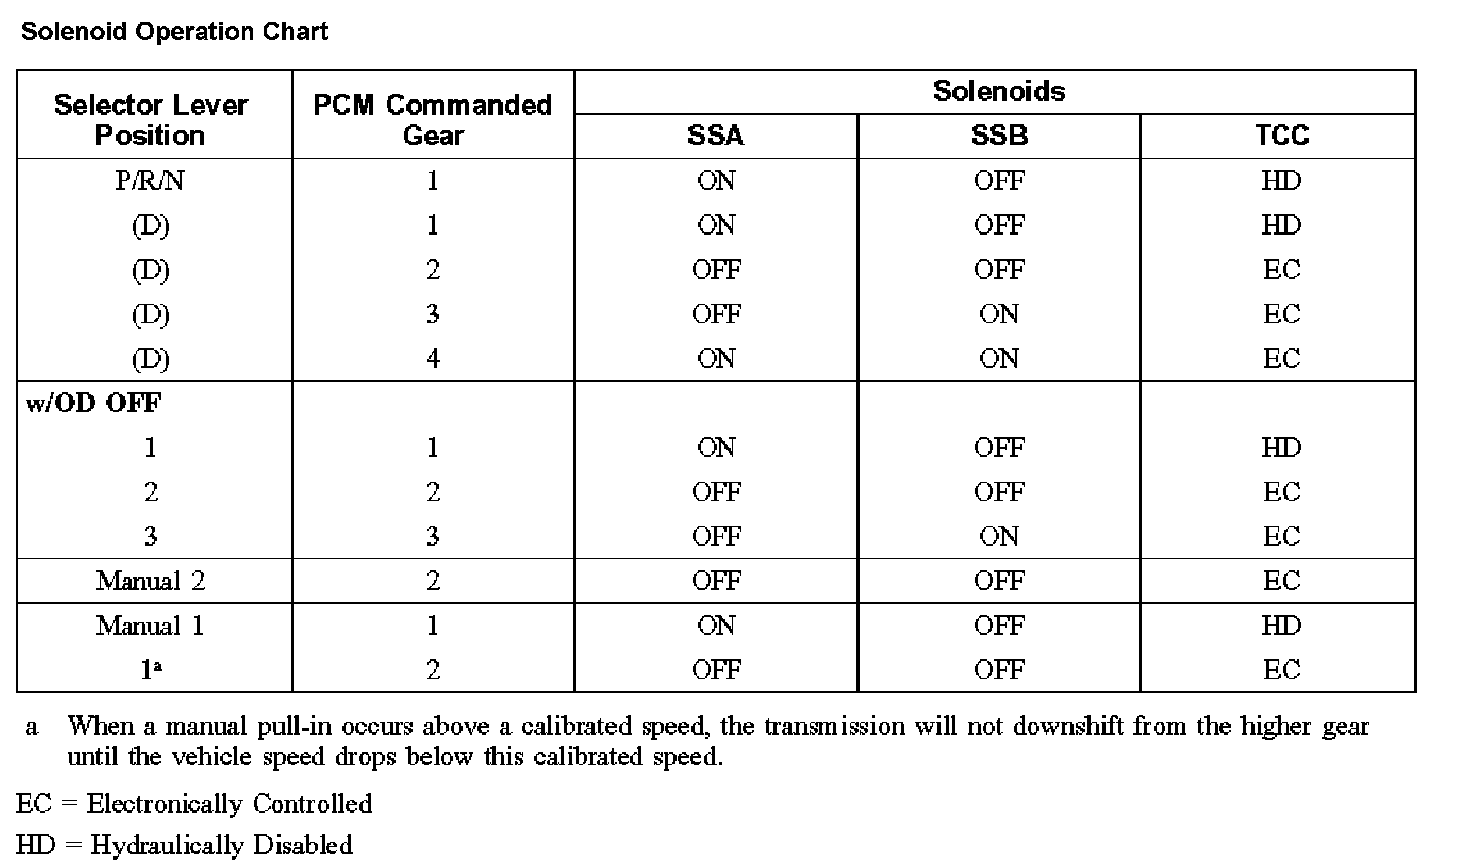 Solenoid Operation Chart
Selector Lever Position PCM Commanded Gear Solenoids
SSA SSB TCC
P/R/N 1 ON OFF HD
(D) 1 ON OFF HD
(D) 2 OFF OFF EC
(D) 3 OFF ON EC
(D) 4 ON ON EC
w/OD OFF
1 1 ON OFF HD
2 2 OFF OFF EC
3 3 OFF ON EC
Manual 2 2 OFF OFF EC
Manual 1 1 ON OFF HD
1a 2 OFF OFF EC
a When a manual pull-in occurs above a calibrated speed, the transmission will not downshift from the higher gear
until the vehicle speed drops below this calibrated speed.
EC = Electronically Controlled
HD = Hydraulically Disabled